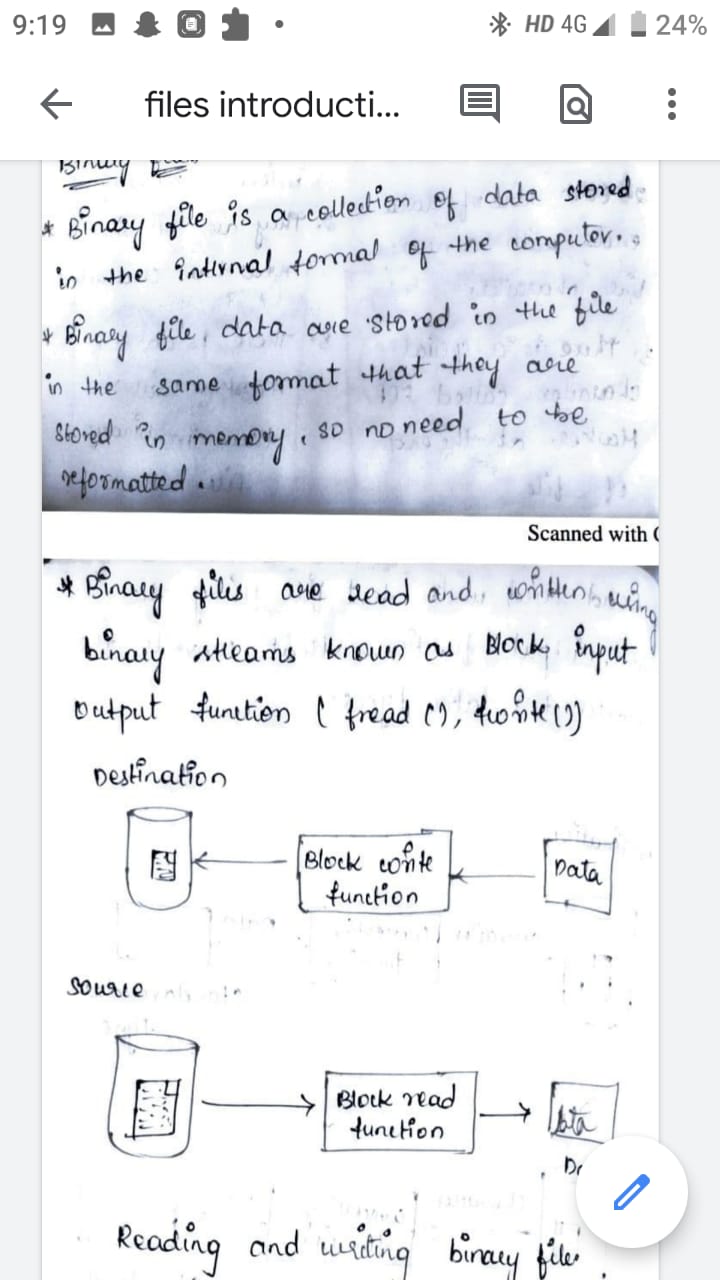 9:19
HD 4G 24%
files introducti...
Binary
* Binary file is a collection of data stored
in the internal format of the computer.
* Binary file, data are stored in the file
in the same format that they are
stored in memory, so no need to be
reformatted.
Scanned with
* Binary files are read and written using
binary streams known as Block input
output function ( fread (), fwrite ())
Destination
Block write
function
Data
Source
Block read
function
Reading and writing binary files